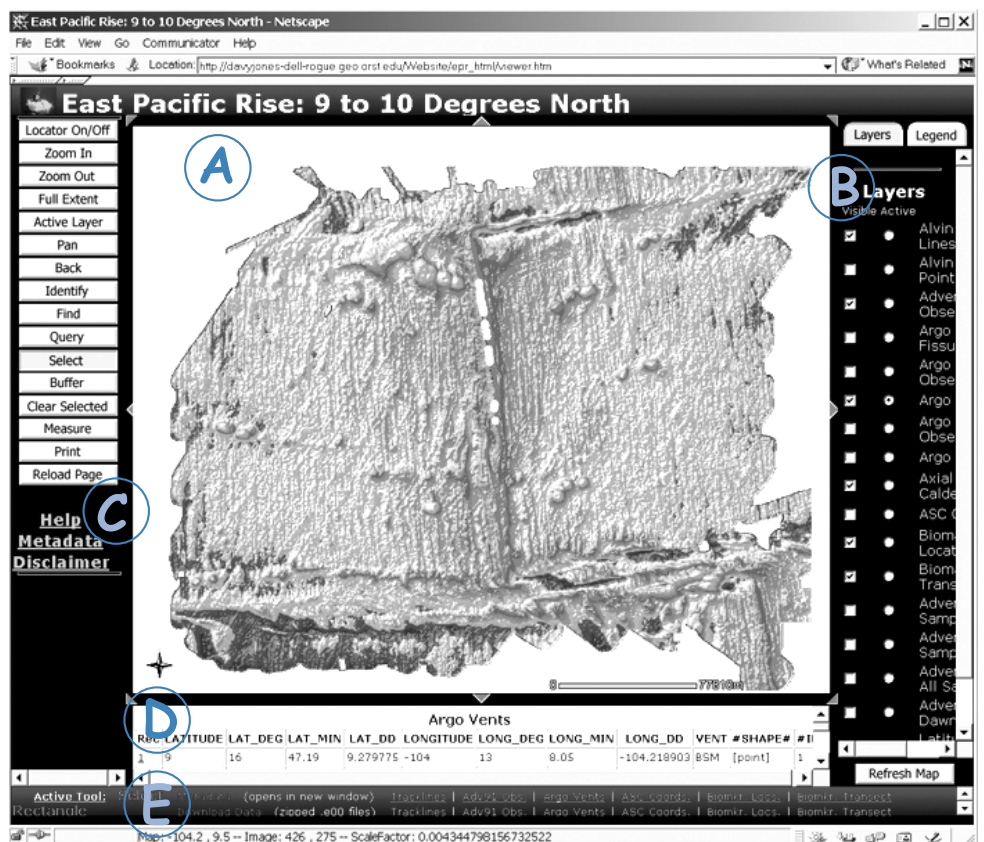 East Pacific Rise: 9 to 10 Degrees North - Netscape
File Edit View Go Communicator Help
Bookmarks Location: http://davyjones-dell-rogue.geo.orst.edu/Website/epr_html/viewer.htm What's Related N
East Pacific Rise: 9 to 10 Degrees North
Locator On/Off
Zoom In
Zoom Out
Full Extent
Active Layer
Pan
Back
Identify
Find
Query
Select
Buffer
Clear Selected
Measure
Print
Reload Page
C
Help
Metadata
Disclaimer
A
0 77810m
Layers Legend
B
Layers
Visible Active
Alvin
Lines
Alvin
Point
Adver
Obse
Argo
Fissu
Argo
Obse
Argo
Argo
Obse
Argo
Axial
Calde
ASC C
Biom
Locat
Biom
Trans
Adver
Samp
Adver
Samp
Adver
All Sa
Adver
Dawn
Latit
Refresh Map
D
Argo Vents
Rec LATITUDE LAT_DEG LAT_MIN LAT_DD LONGITUDE LONG_DEG LONG_MIN LONG_DD VENT #SHAPE# #I
1 9 16 47.19 9.279775 -104 13 8.05 -104.218903 BSM [point] 1
E
Active Tool: (opens in new window) Tracklines | Adv91 Obs. | Argo Vents | ASC Coords. | Biomkr. Locs. | Biomkr. Transect
Rectangle Download Data (zipped .e00 files) Tracklines | Adv91 Obs. | Argo Vents | ASC Coords. | Biomkr. Locs. | Biomkr. Transect
Map: -104.2 , 9.5 -- Image: 426 , 275 -- ScaleFactor: 0.004344798156732522